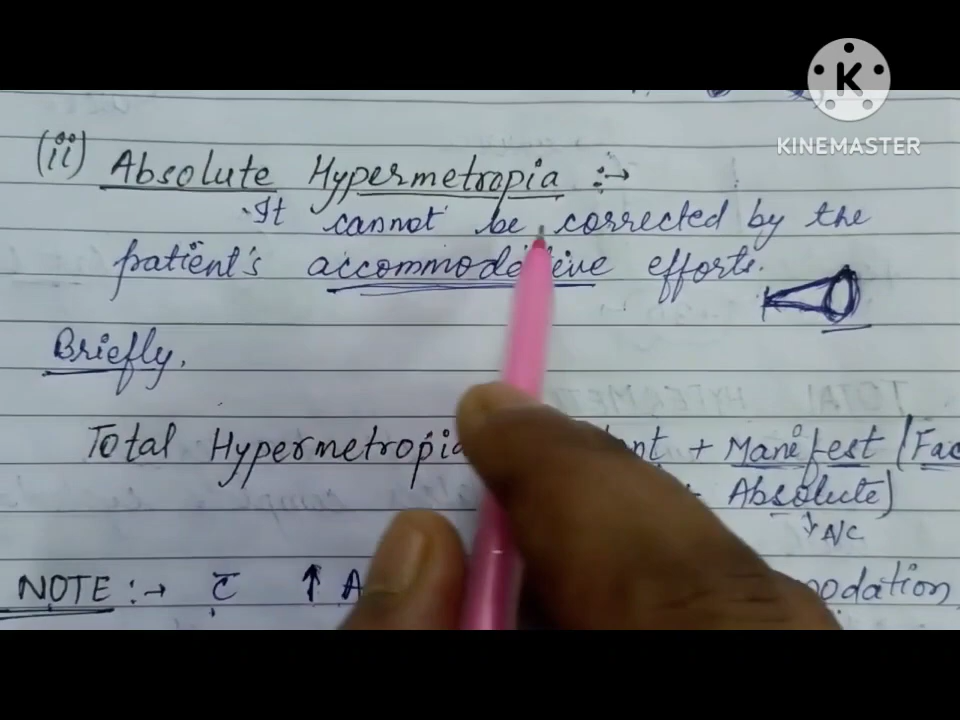 K
KINEMASTER
(ii) Absolute Hypermetropia :→
It cannot be corrected by the
patient's accommodative efforts.
Briefly,
Total Hypermetropia + Manifest (Fac
+ Absolute)
↓ A/C
NOTE :→ c̅ ↑ A